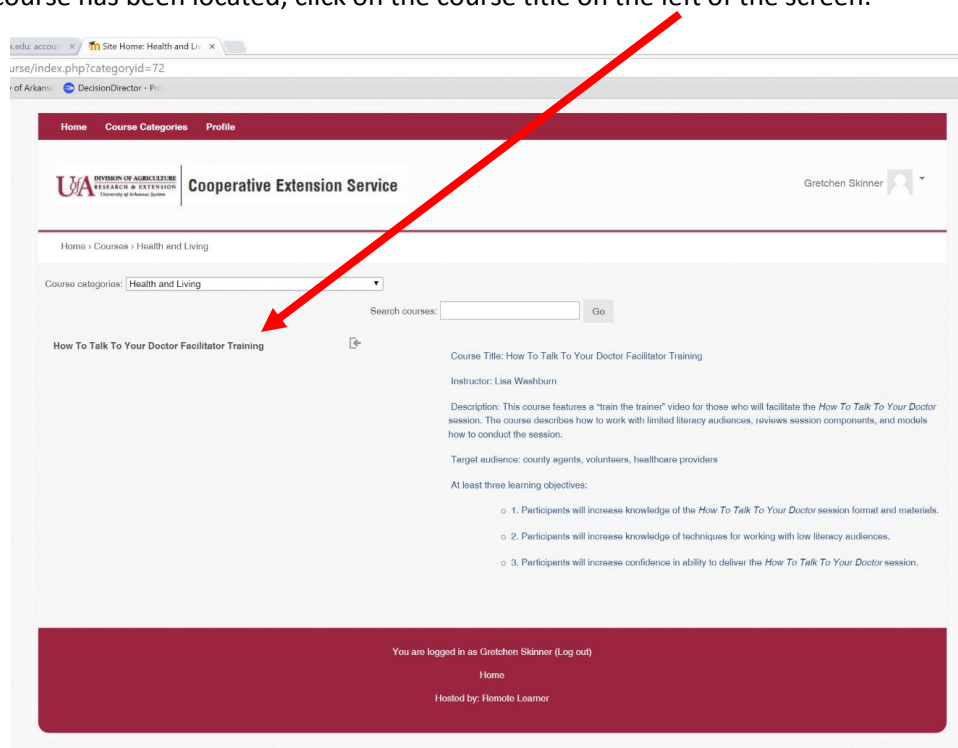 course has been located, click on the course title on the left of the screen.
Site Home: Health and Liv
urse/index.php?categoryid=72
of Arkans DecisionDirector - Pro
Home Course Categories Profile
UofA DIVISION OF AGRICULTURE
RESEARCH & EXTENSION
University of Arkansas System
Cooperative Extension Service
Gretchen Skinner
Home › Courses › Health and Living
Course categories: Health and Living
Search courses: Go
How To Talk To Your Doctor Facilitator Training
Course Title: How To Talk To Your Doctor Facilitator Training
Instructor: Lisa Washburn
Description: This course features a "train the trainer" video for those who will facilitate the How To Talk To Your Doctor
session. The course describes how to work with limited literacy audiences, reviews session components, and models
how to conduct the session.
Target audience: county agents, volunteers, healthcare providers
At least three learning objectives:
1. Participants will increase knowledge of the How To Talk To Your Doctor session format and materials.
2. Participants will increase knowledge of techniques for working with low literacy audiences.
3. Participants will increase confidence in ability to deliver the How To Talk To Your Doctor session.
You are logged in as Gretchen Skinner (Log out)
Home
Hosted by: Remote Learner